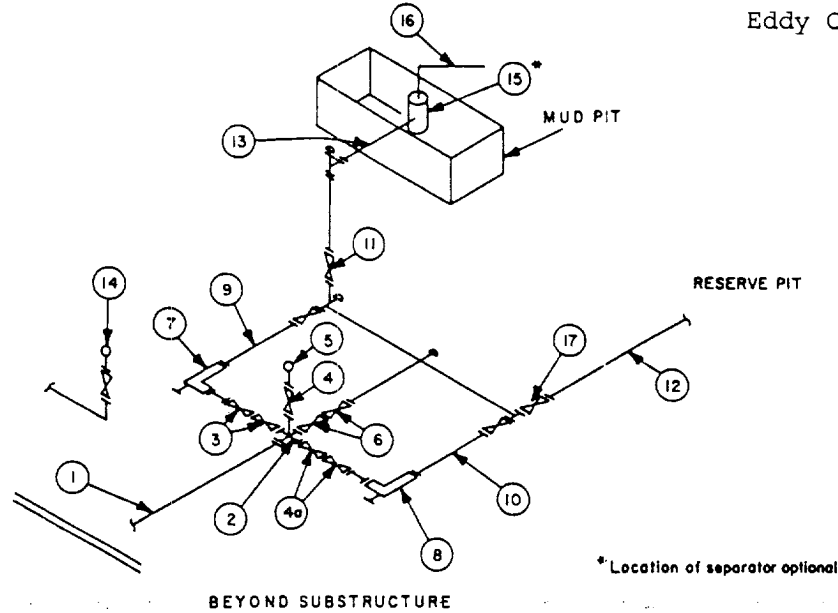 Eddy C
16
15 *
MUD PIT
13
11
14
RESERVE PIT
9
7
5
17
4
12
3
6
1
2
4a
10
8
* Location of separator optional
BEYOND SUBSTRUCTURE